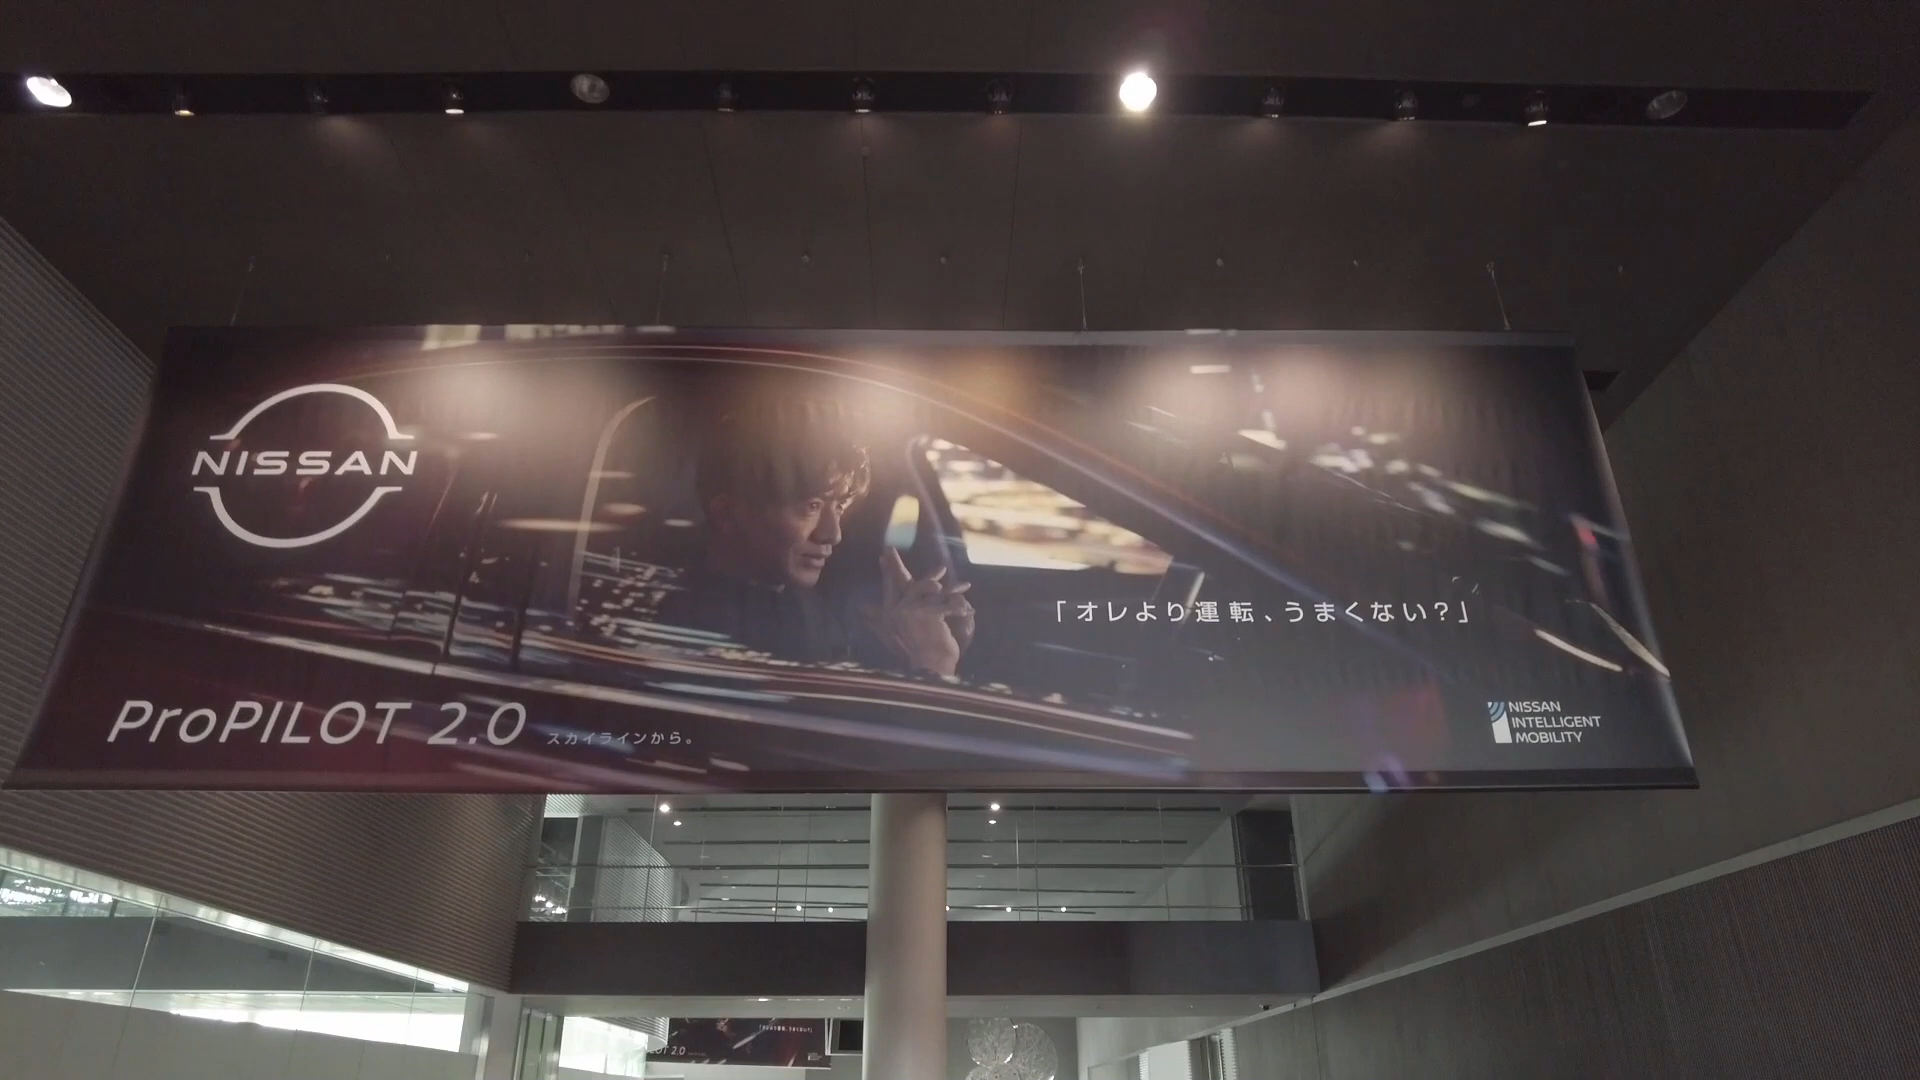 NISSAN
「オレより運転、うまくない?」
ProPILOT 2.0 スカイラインから。
NISSAN
INTELLIGENT
MOBILITY